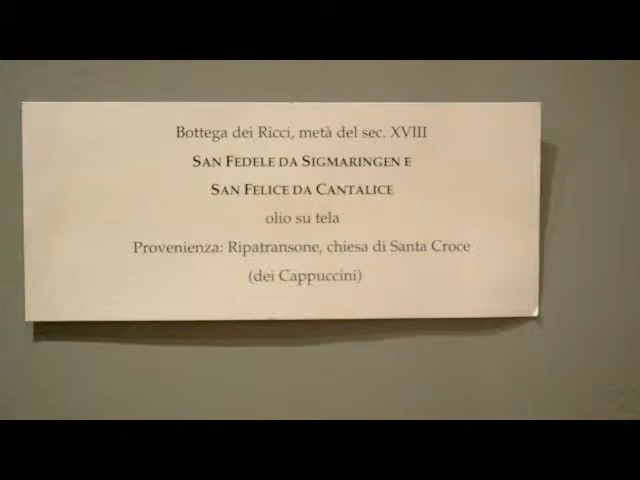 Bottega dei Ricci, metà del sec. XVIII
SAN FEDELE DA SIGMARINGEN E
SAN FELICE DA CANTALICE
olio su tela
Provenienza: Ripatransone, chiesa di Santa Croce
(dei Cappuccini)